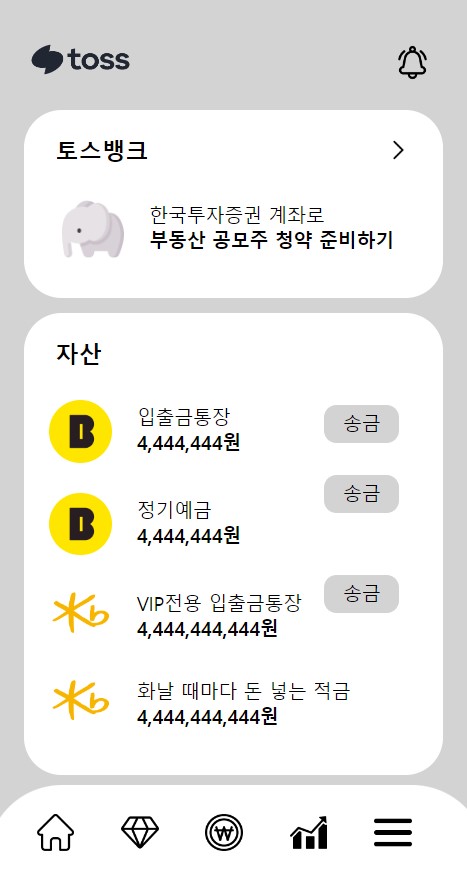 toss
토스뱅크
한국투자증권 계좌로
부동산 공모주 청약 준비하기
자산
입출금통장
4,444,444원
송금
정기예금
4,444,444원
송금
VIP전용 입출금통장
4,444,444,444원
송금
화날 때마다 돈 넣는 적금
4,444,444,444원